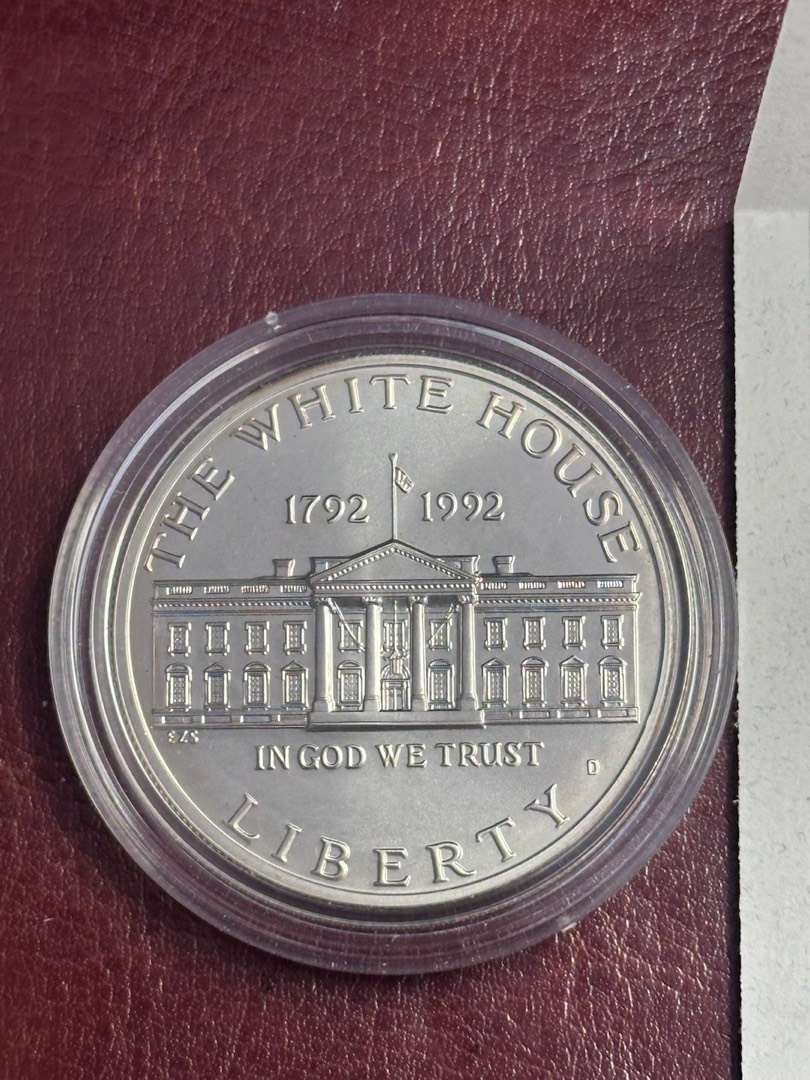 THE WHITE HOUSE
1792 1992
IN GOD WE TRUST
D
LIBERTY